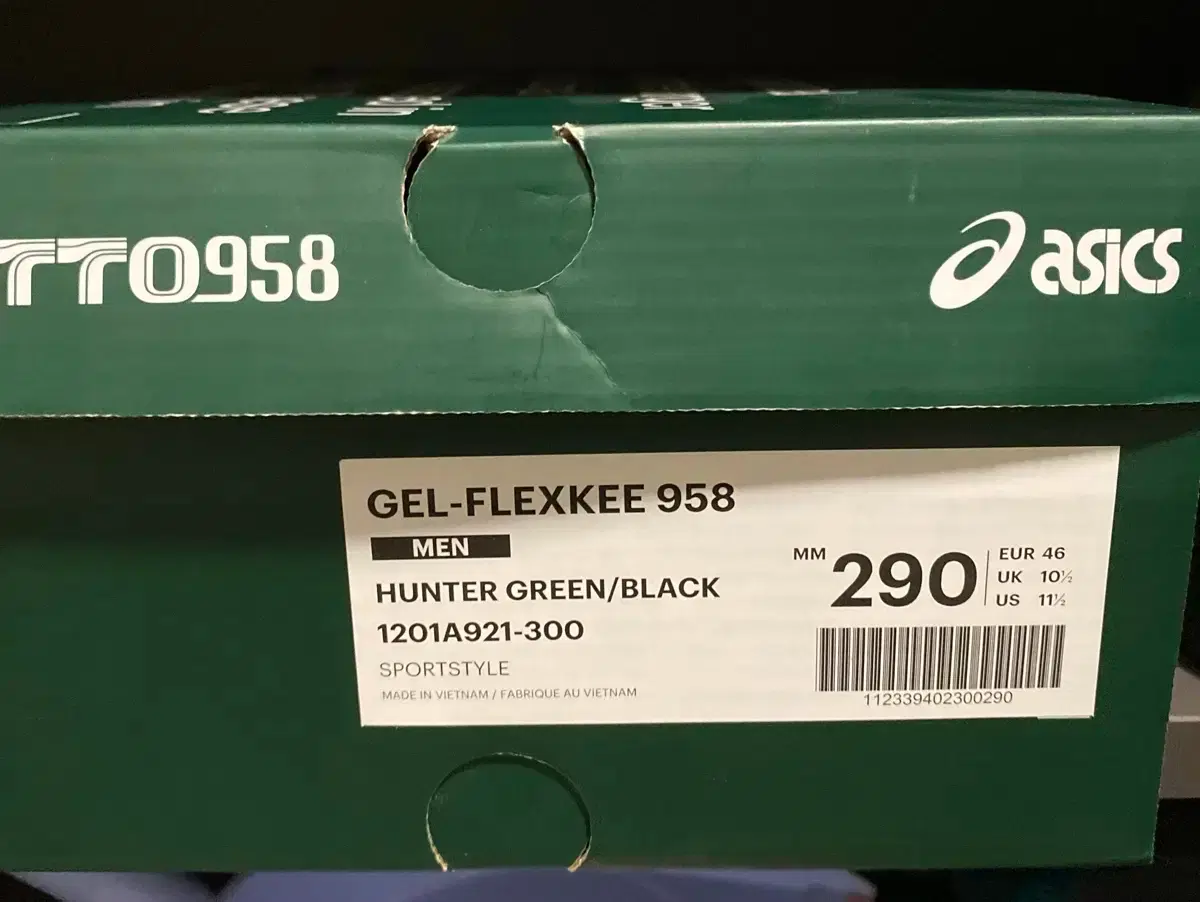 TTO958
asics
GEL-FLEXKEE 958
MEN
HUNTER GREEN/BLACK
1201A921-300
SPORTSTYLE
MADE IN VIETNAM / FABRIQUE AU VIETNAM
MM 290
EUR 46
UK 10½
US 11½
112339402300290